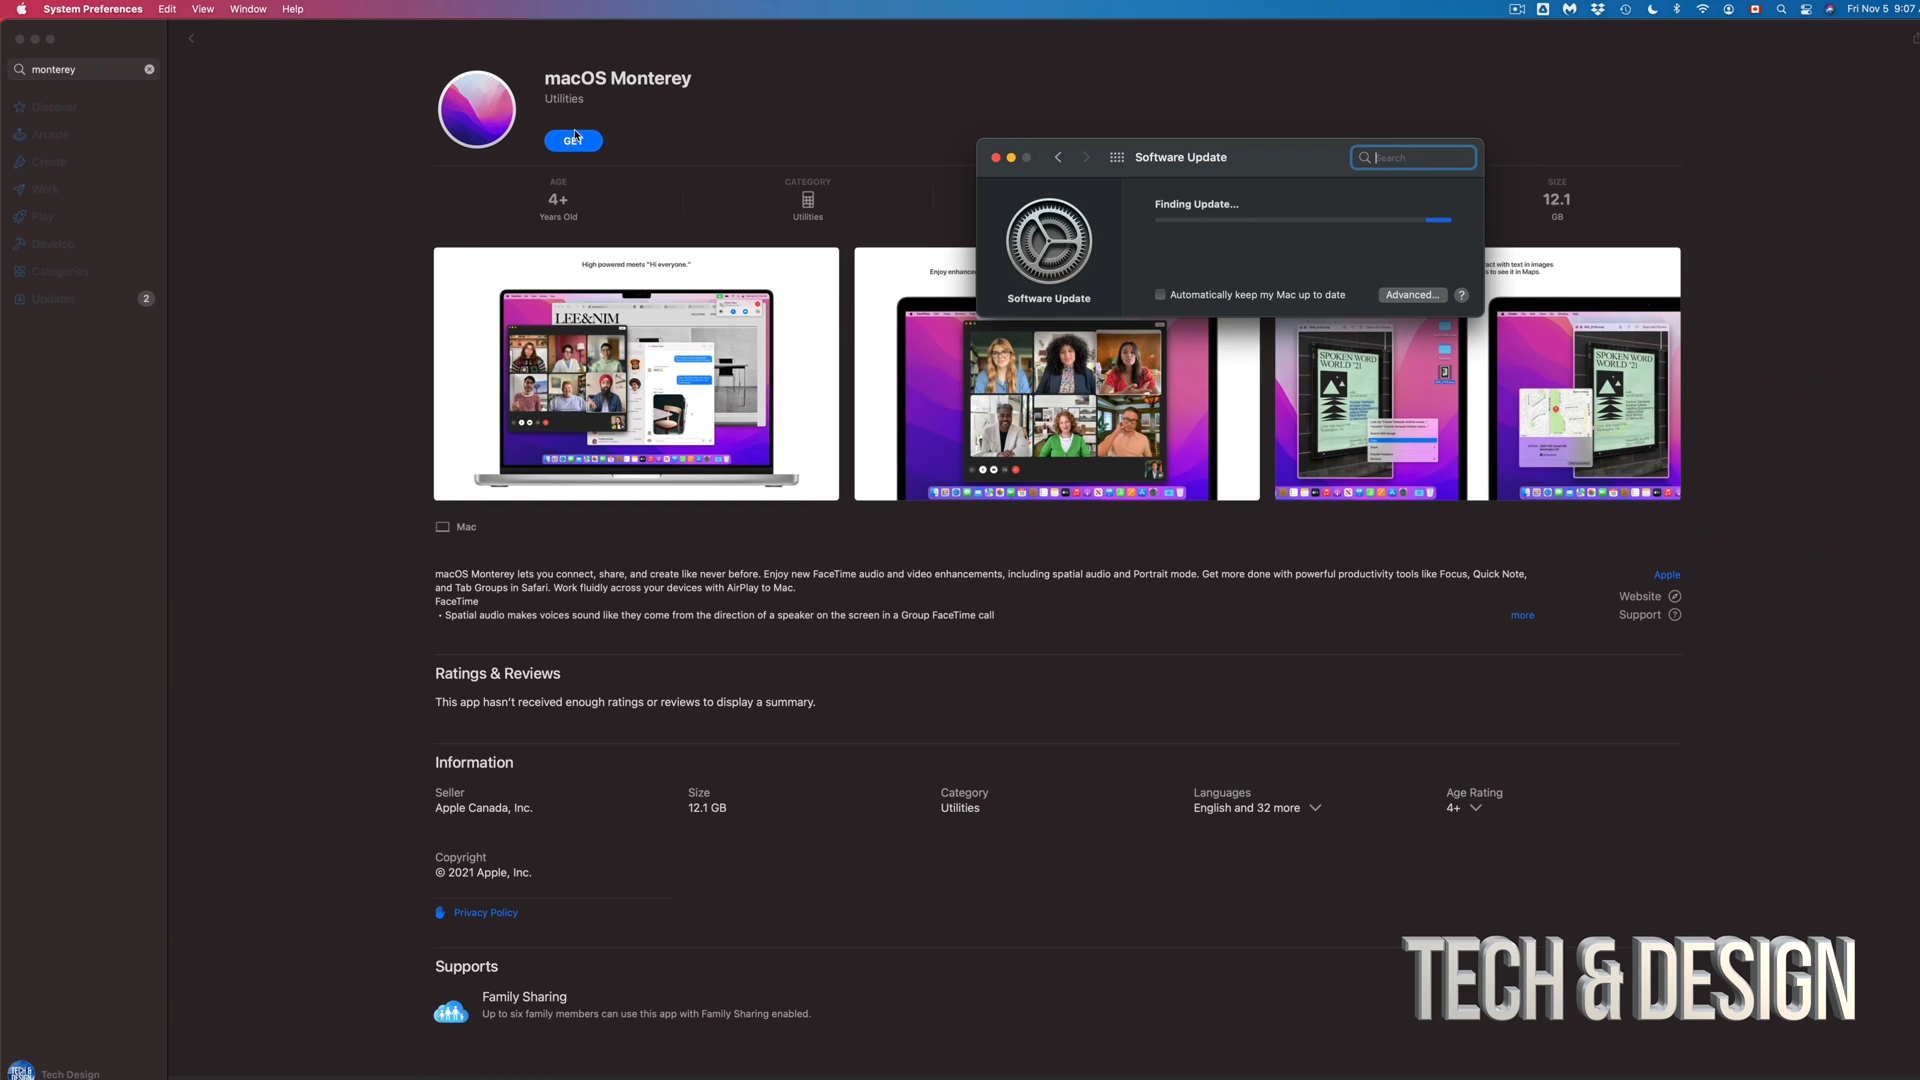 System Preferences Edit View Window Help
Fri Nov 5 9:07
monterey
Discover
Arcade
Create
Work
Play
Develop
Categories
Updates 2
macOS Monterey
Utilities
GET
AGE
4+
Years Old
CATEGORY
Utilities
SIZE
12.1
GB
Software Update
Search
Finding Update...
Software Update
Automatically keep my Mac up to date
Advanced...
?
High powered meets "Hi everyone."
LEE&NIM
Enjoy enhance
act with text in images
s to see it in Maps.
SPOKEN WORD
WORLD '21
SPOKEN WORD
WORLD '21
Mac
macOS Monterey lets you connect, share, and create like never before. Enjoy new FaceTime audio and video enhancements, including spatial audio and Portrait mode. Get more done with powerful productivity tools like Focus, Quick Note,
and Tab Groups in Safari. Work fluidly across your devices with AirPlay to Mac.
FaceTime
• Spatial audio makes voices sound like they come from the direction of a speaker on the screen in a Group FaceTime call
more
Apple
Website
Support
Ratings & Reviews
This app hasn't received enough ratings or reviews to display a summary.
Information
Seller
Apple Canada, Inc.
Size
12.1 GB
Category
Utilities
Languages
English and 32 more
Age Rating
4+
Copyright
© 2021 Apple, Inc.
Privacy Policy
Supports
Family Sharing
Up to six family members can use this app with Family Sharing enabled.
TECH & DESIGN
Tech Design